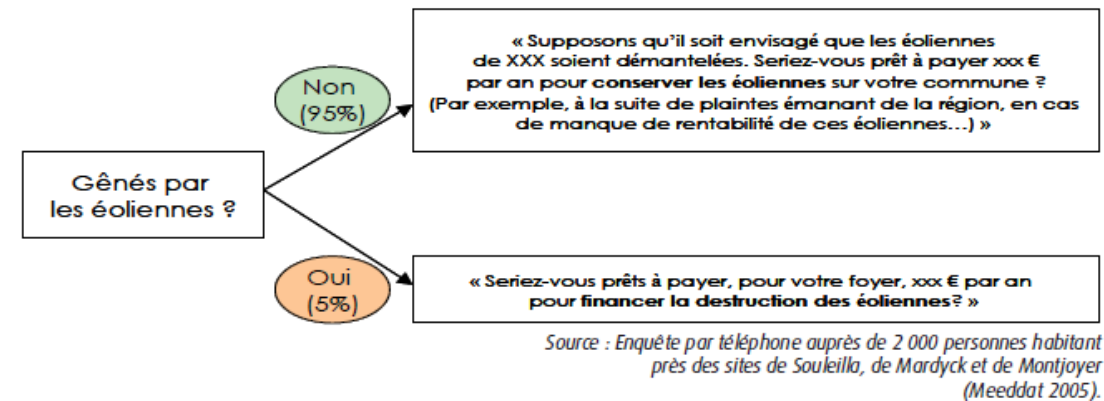 « Supposons qu'il soit envisagé que les éoliennes
de XXX soient démantelées. Seriez-vous prêt à payer xxx €
par an pour conserver les éoliennes sur votre commune ?
(Par exemple, à la suite de plaintes émanant de la région, en cas
de manque de rentabilité de ces éoliennes...) »
Non
(95%)
Gênés par
les éoliennes ?
Oui
(5%)
« Seriez-vous prêts à payer, pour votre foyer, xxx € par an
pour financer la destruction des éoliennes? »
Source : Enquête par téléphone auprès de 2 000 personnes habitant
près des sites de Souleilla, de Mardyck et de Montjoyer
(Meeddat 2005).